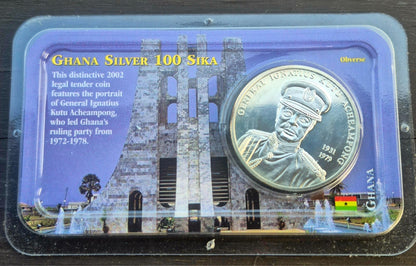 GHANA SILVER 100 SIKA
Obverse
This distinctive 2002
legal tender coin
features the portrait
of General Ignatius
Kutu Acheampong,
who led Ghana's
ruling party from
1972-1978.
GENERAL IGNATIUS KUTU ACHEAMPONG
1931
1979
GHANA